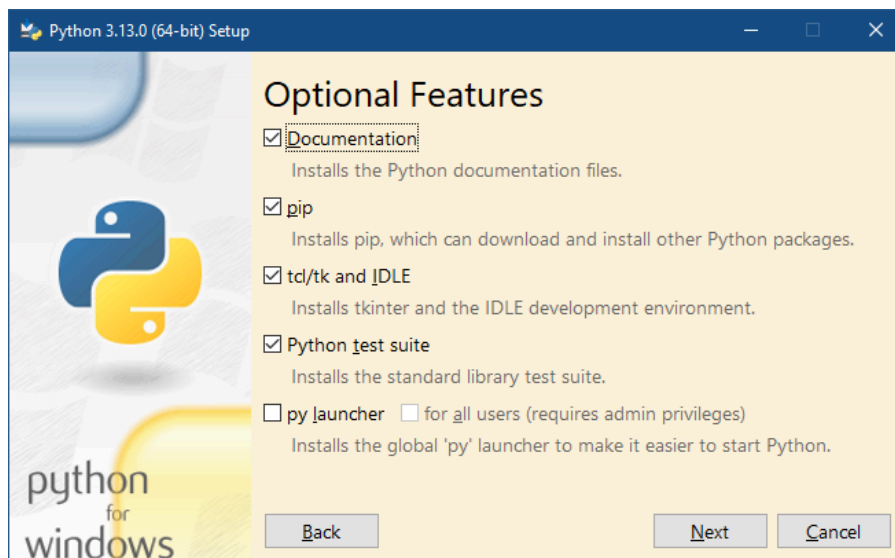 Python 3.13.0 (64-bit) Setup
Optional Features
Documentation
Installs the Python documentation files.
pip
Installs pip, which can download and install other Python packages.
tcl/tk and IDLE
Installs tkinter and the IDLE development environment.
Python test suite
Installs the standard library test suite.
py launcher for all users (requires admin privileges)
Installs the global 'py' launcher to make it easier to start Python.
python
for
windows
Back Next Cancel